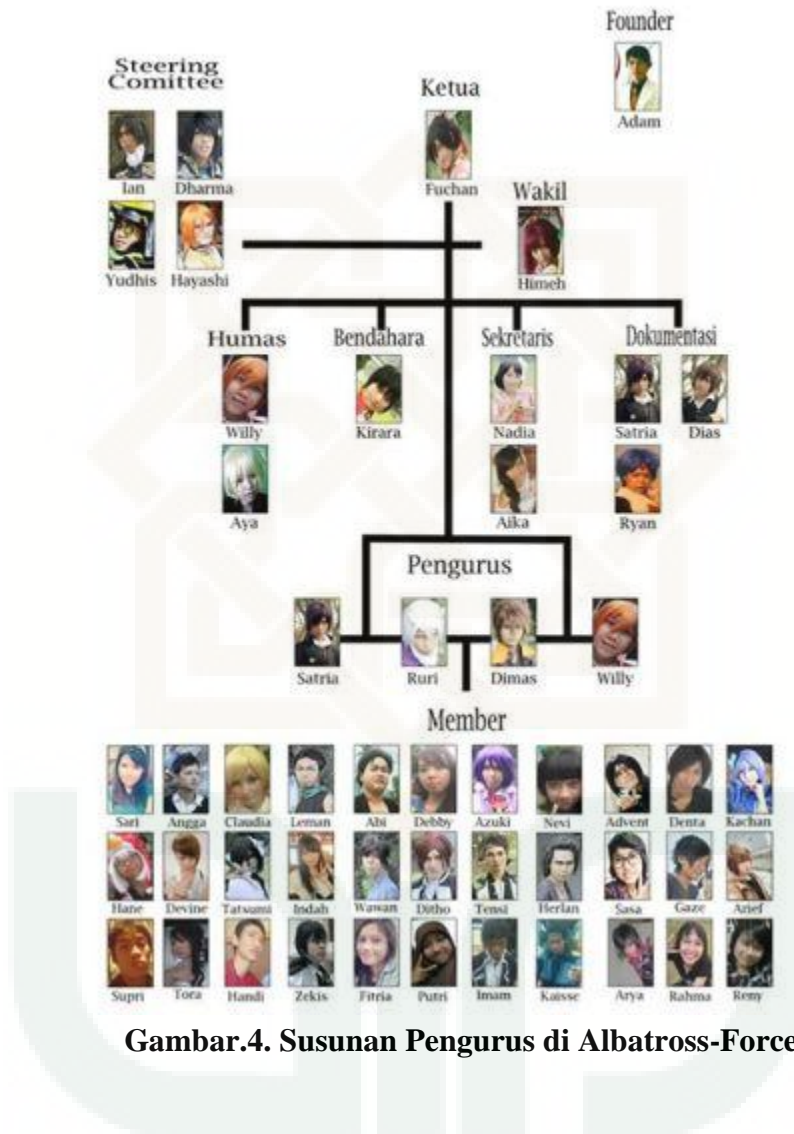 Founder
Adam
Steering
Comittee
Ian Dharma
Yudhis Hayashi
Ketua
Fuchan
Wakil
Himeh
Humas Bendahara Sekretaris Dokumentasi
Willy Kirara Nadia Satria Dias
Aya Aika Ryan
Pengurus
Satria Ruri Dimas Willy
Member
Sari Angga Claudia Leman Abi Debby Azuki Nevi Advent Denta Kachan
Hane Devine Tatsumi Indah Wawan Ditho Tensi Herlan Sasa Gaze Arief
Supri Tora Handi Zekis Fitria Putri Imam Kaisse Arya Rahma Reny
Gambar.4. Susunan Pengurus di Albatross-Force